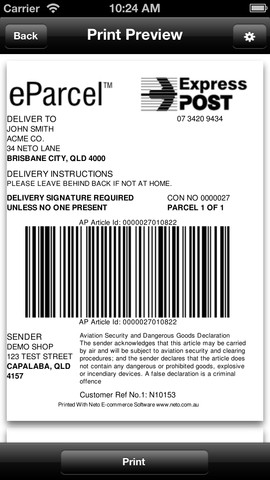 Carrier 10:24 AM
Back Print Preview
eParcel™ Express
POST
DELIVER TO 07 3420 9434
JOHN SMITH
ACME CO.
34 NETO LANE
BRISBANE CITY, QLD 4000
DELIVERY INSTRUCTIONS
PLEASE LEAVE BEHIND BACK IF NOT AT HOME.
DELIVERY SIGNATURE REQUIRED CON NO 0000027
UNLESS NO ONE PRESENT PARCEL 1 OF 1
AP Article Id: 0000027010822
AP Article Id: 0000027010822
SENDER
DEMO SHOP
123 TEST STREET
CAPALABA, QLD
4157
Aviation Security and Dangerous Goods Declaration
The sender acknowledges that this article may be carried
by air and will be subject to aviation security and clearing
procedures; and the sender declares that the article does
not contain any dangerous or prohibited goods, explosive
or incendiary devices. A false declaration is a criminal
offence
Customer Ref No.1: N10153
Printed With Neto E-commerce Software www.neto.com.au
Print